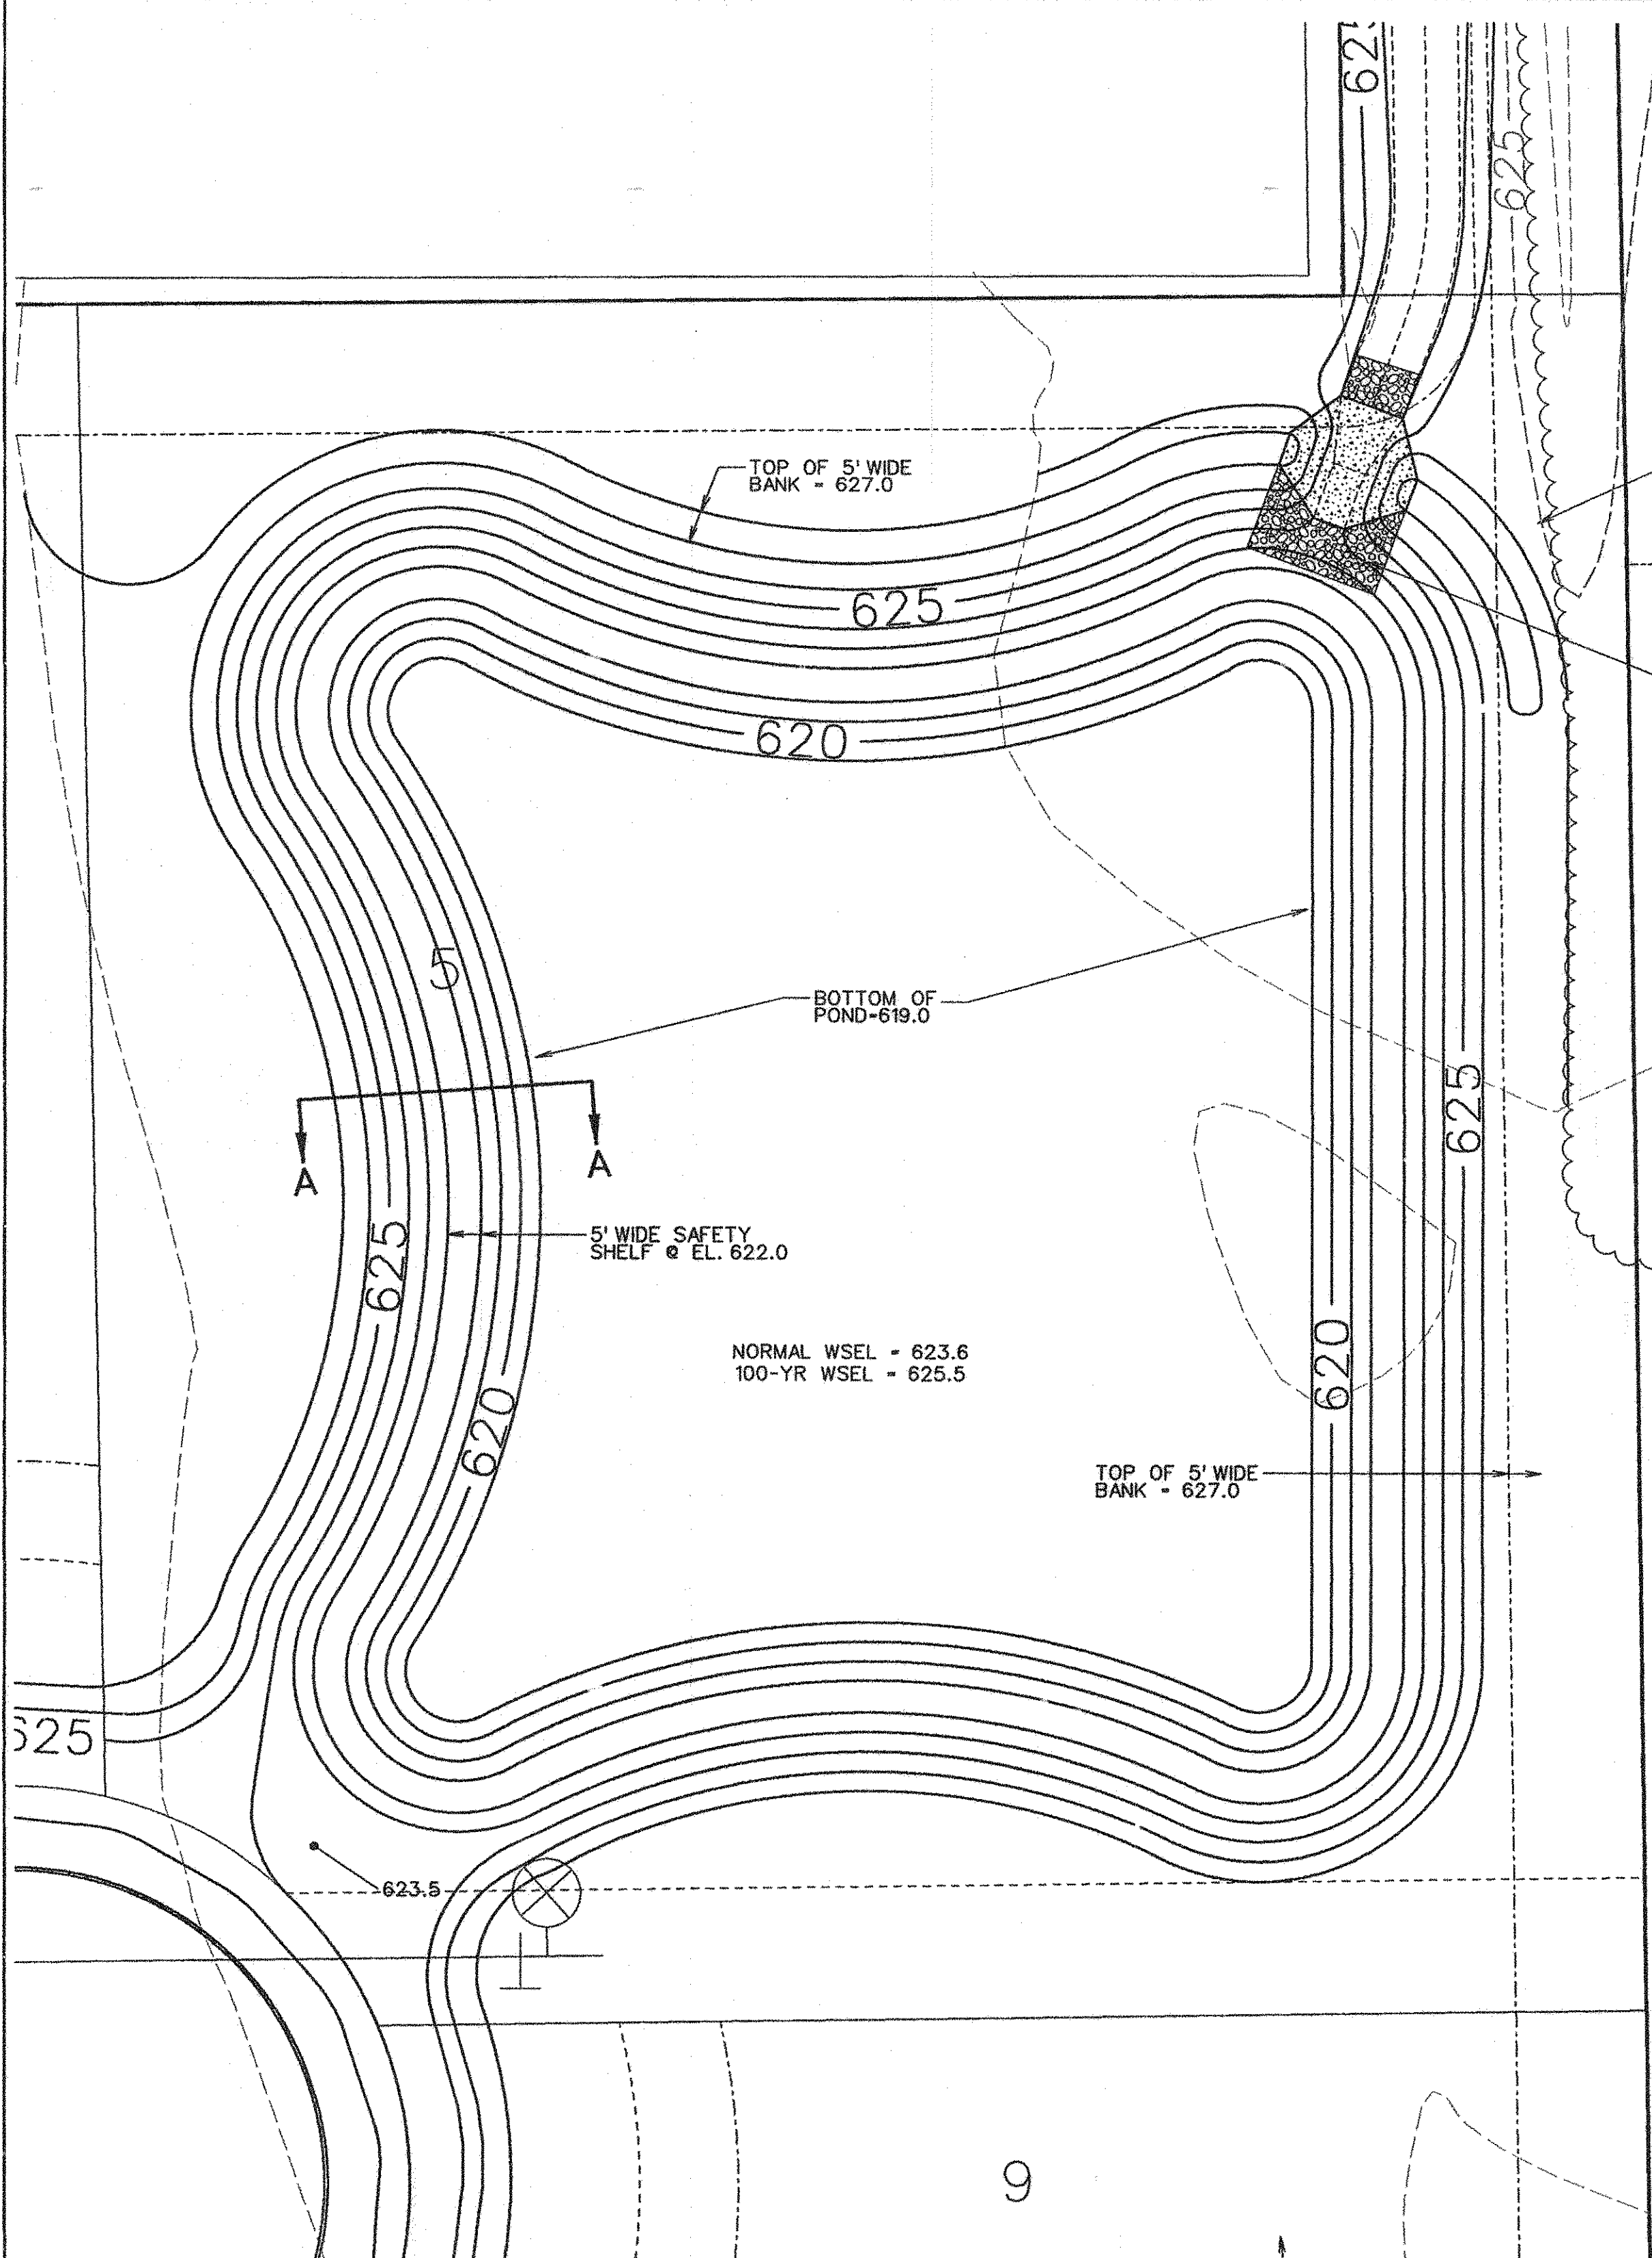 625
TOP OF 5' WIDE
BANK = 627.0
625
620
5
BOTTOM OF
POND=619.0
625
A
A
625
5' WIDE SAFETY
SHELF @ EL. 622.0
620
NORMAL WSEL = 623.6
100-YR WSEL = 625.5
620
TOP OF 5' WIDE
BANK = 627.0
623.5
9